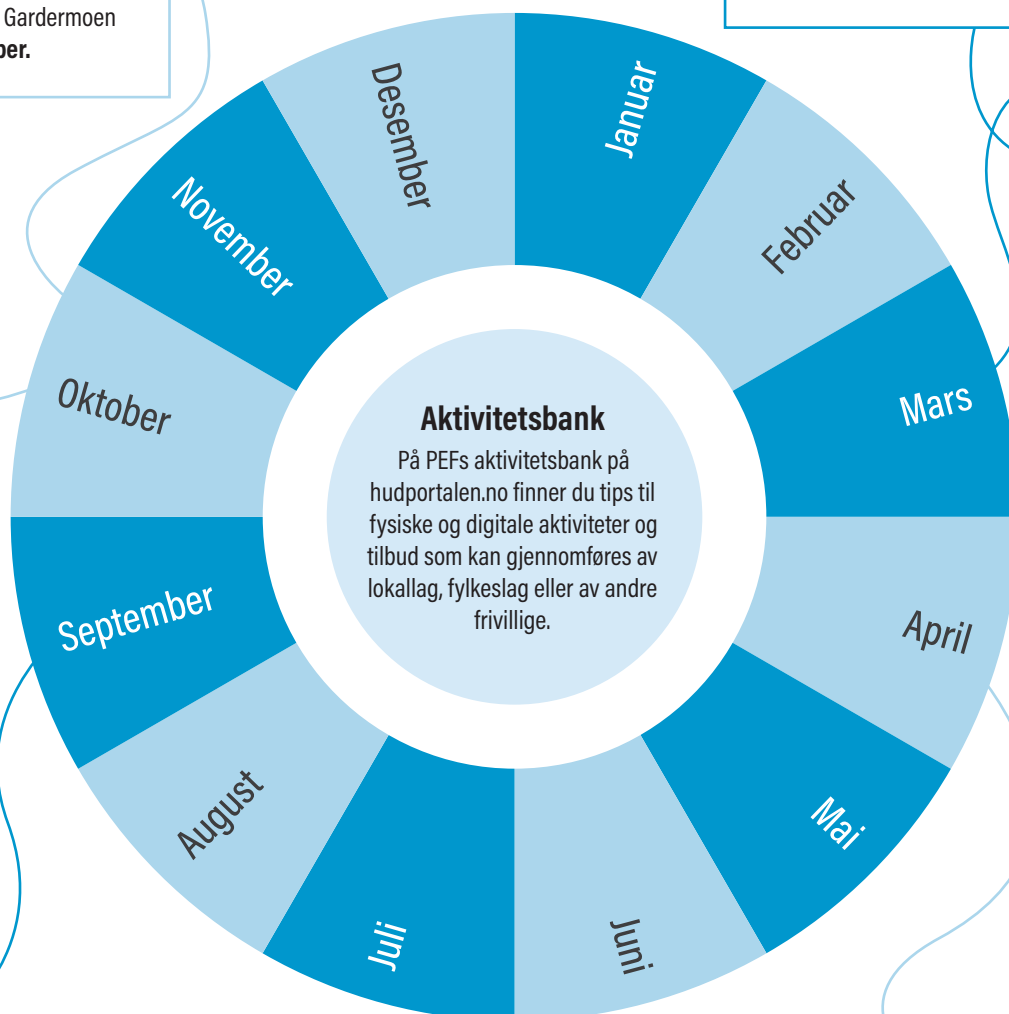 Gardermoen
ber.
Januar
Februar
Mars
April
Mai
Juni
Juli
August
September
Oktober
November
Desember
Aktivitetsbank
På PEFs aktivitetsbank på
hudportalen.no finner du tips til
fysiske og digitale aktiviteter og
tilbud som kan gjennomføres av
lokallag, fylkeslag eller av andre
frivillige.